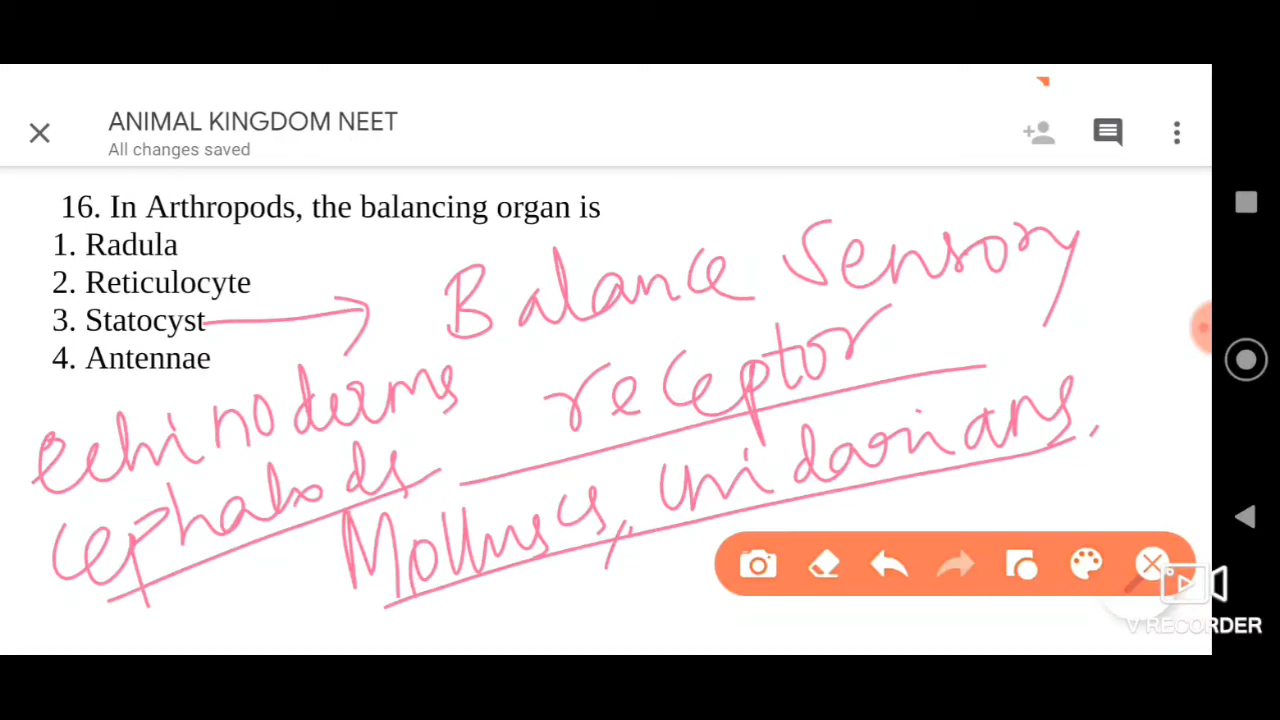 ANIMAL KINGDOM NEET
All changes saved
16. In Arthropods, the balancing organ is
1. Radula
2. Reticulocyte
3. Statocyst
4. Antennae
Balance Sensory
receptor
Echinoderms
Cephalods
Molluscs, Cnidarians.
V RECORDER